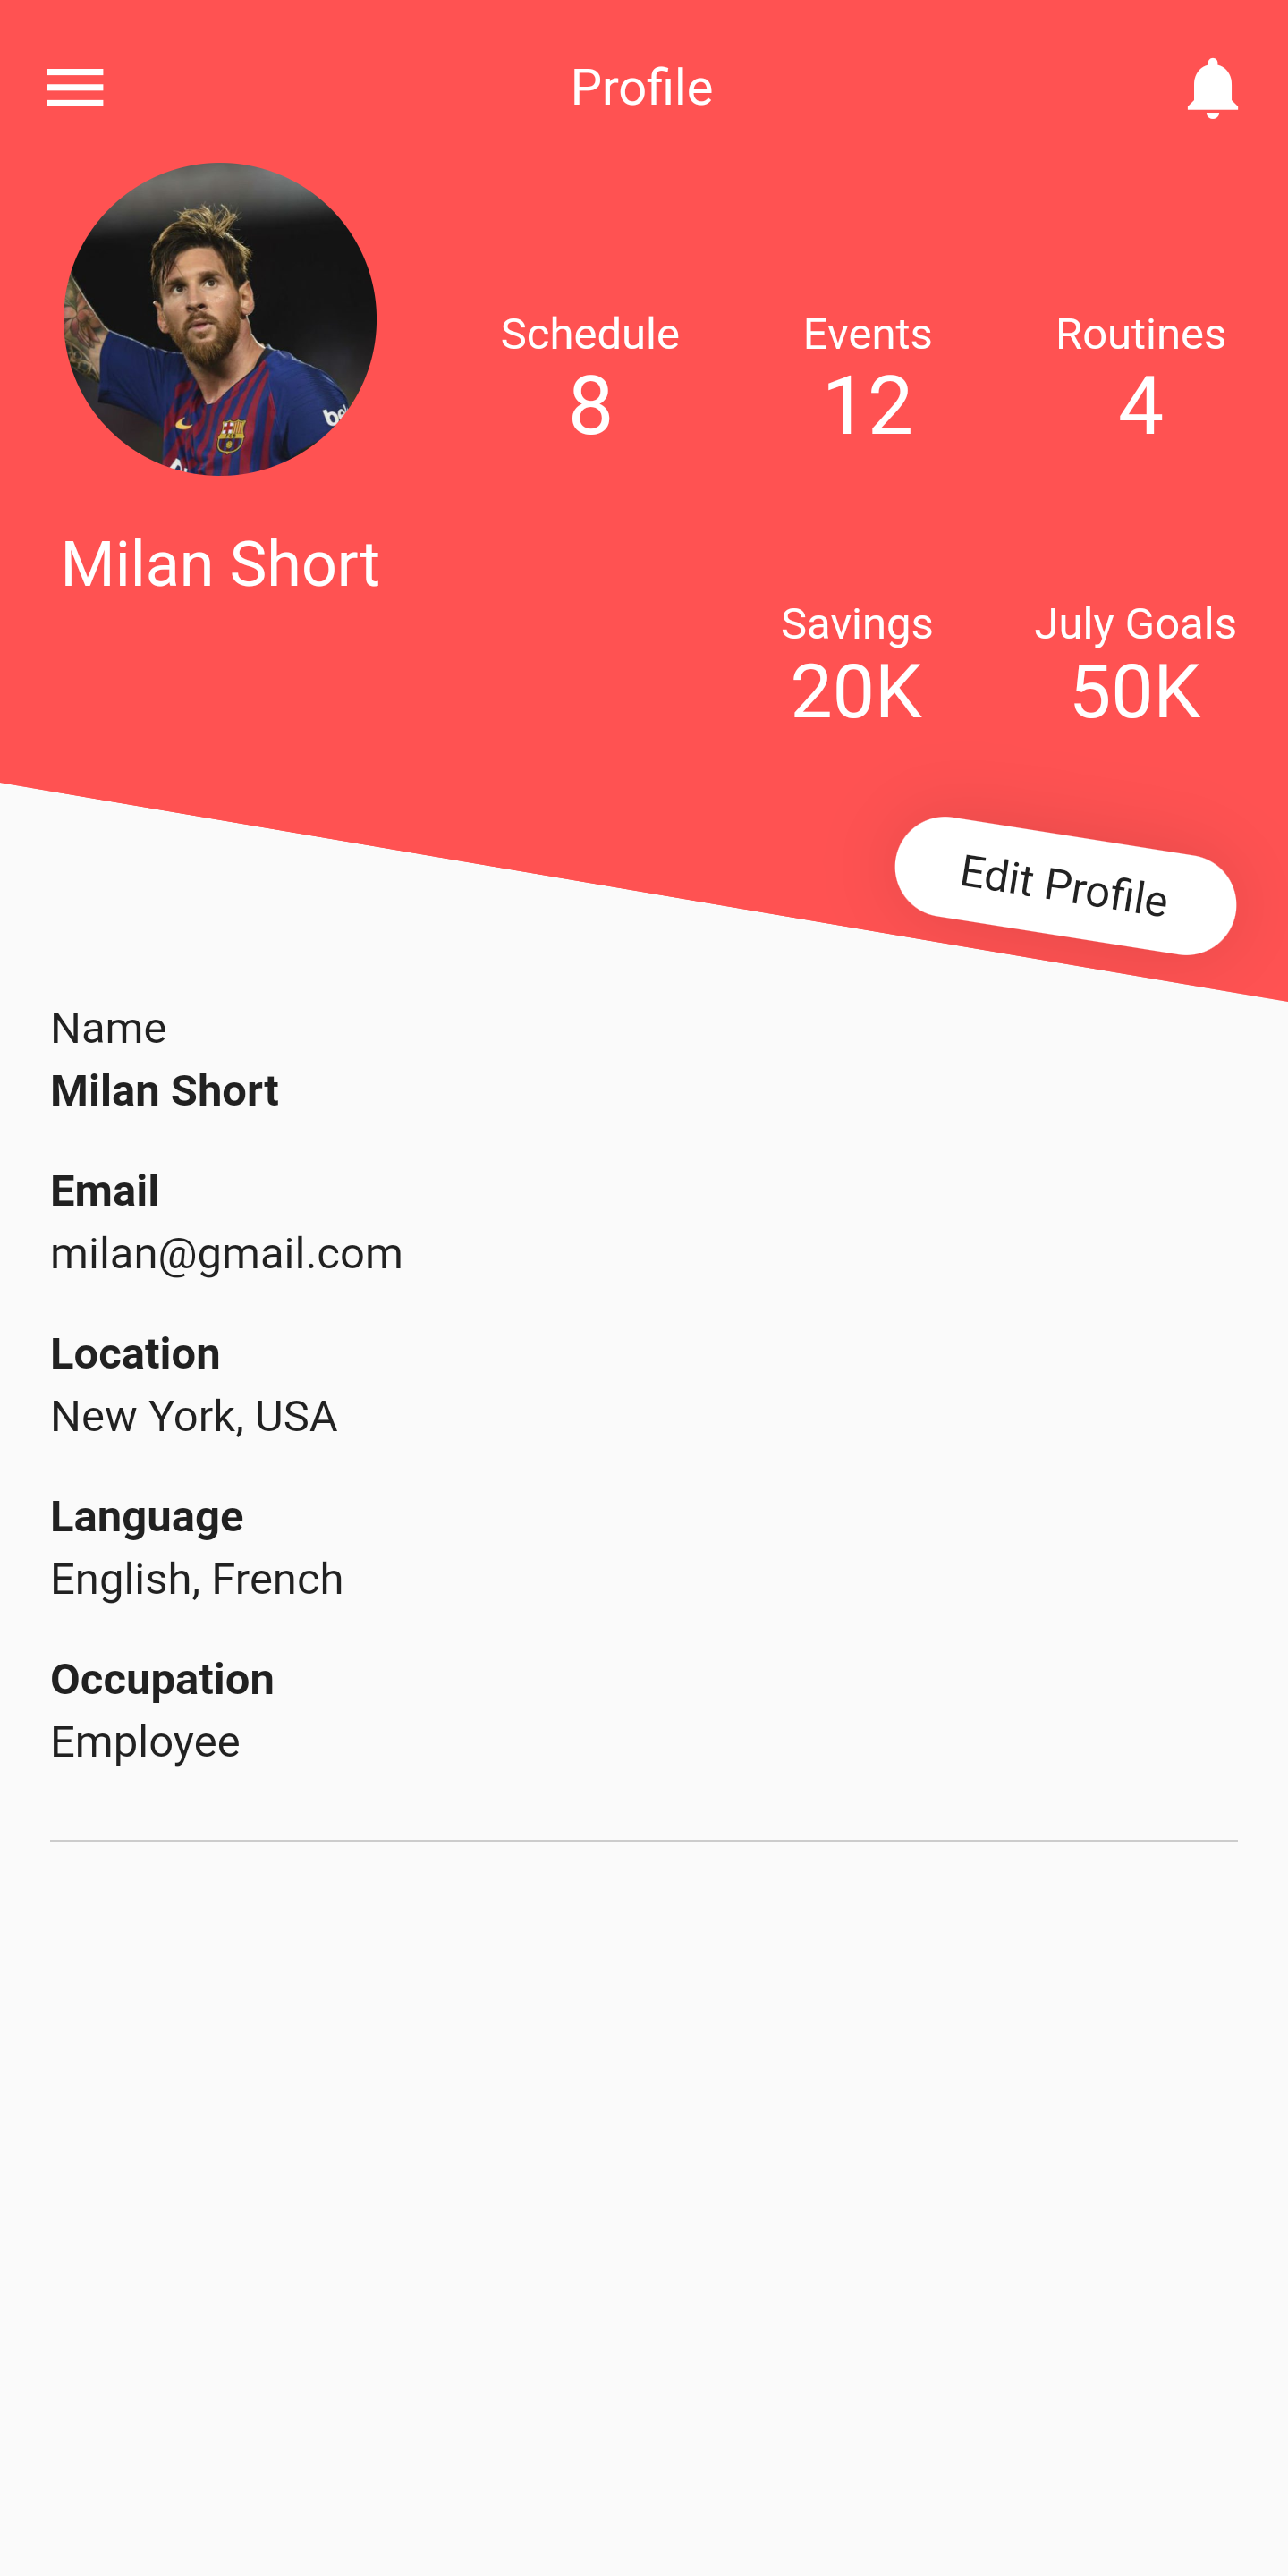 Profile
Schedule Events Routines
8 12 4
Milan Short
Savings July Goals
20K 50K
Edit Profile
Name
Milan Short
Email
milan@gmail.com
Location
New York, USA
Language
English, French
Occupation
Employee